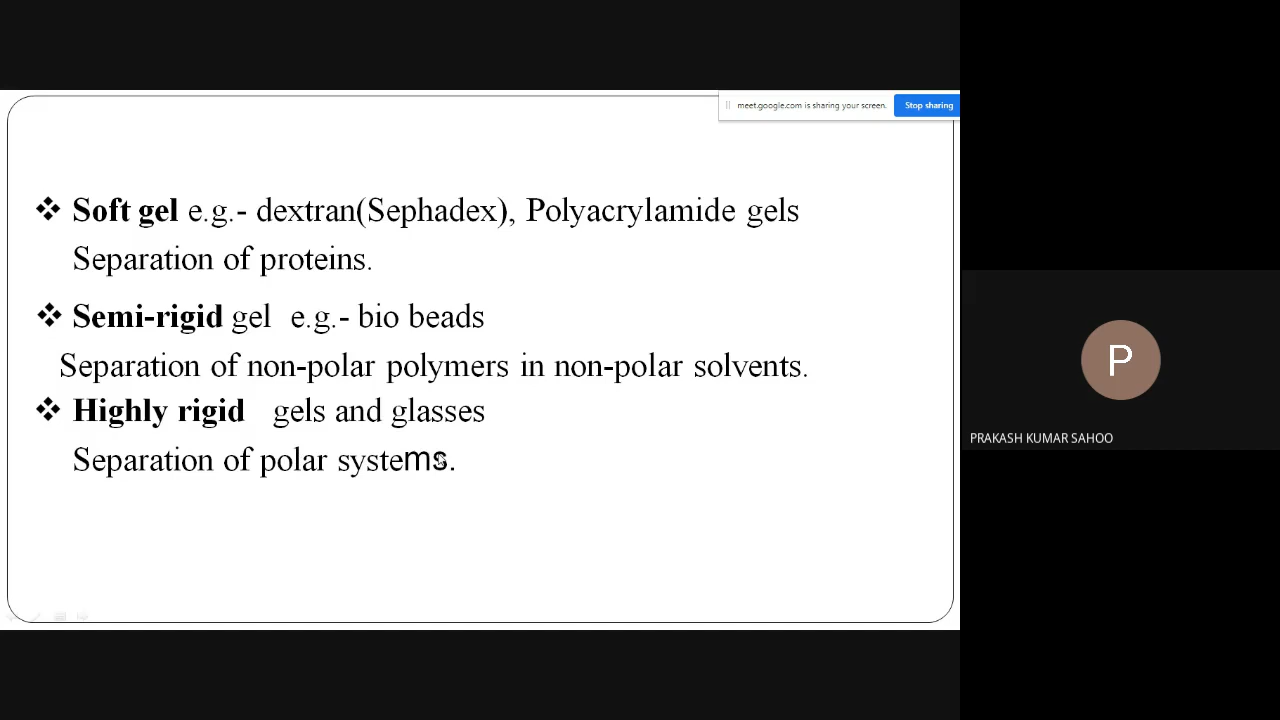 meet.google.com is sharing your screen. Stop sharing
❖ Soft gel e.g.- dextran(Sephadex), Polyacrylamide gels
Separation of proteins.
❖ Semi-rigid gel e.g.- bio beads
Separation of non-polar polymers in non-polar solvents.
❖ Highly rigid gels and glasses
Separation of polar systems.
P
PRAKASH KUMAR SAHOO